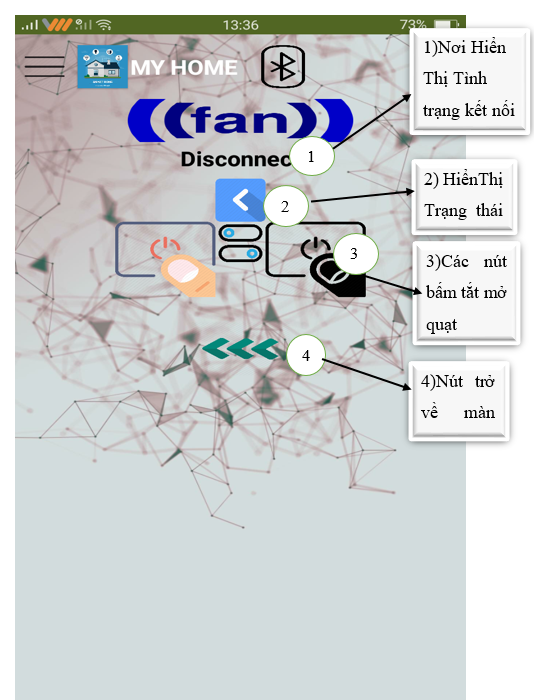 13:36
73%
MY HOME
((fan))
Disconnec
1
2
3
4
1)Nơi Hiển
Thị Tình
trạng kết nối
2) HiểnThị
Trạng thái
3)Các nút
bấm tắt mở
quạt
4)Nút trở
về màn